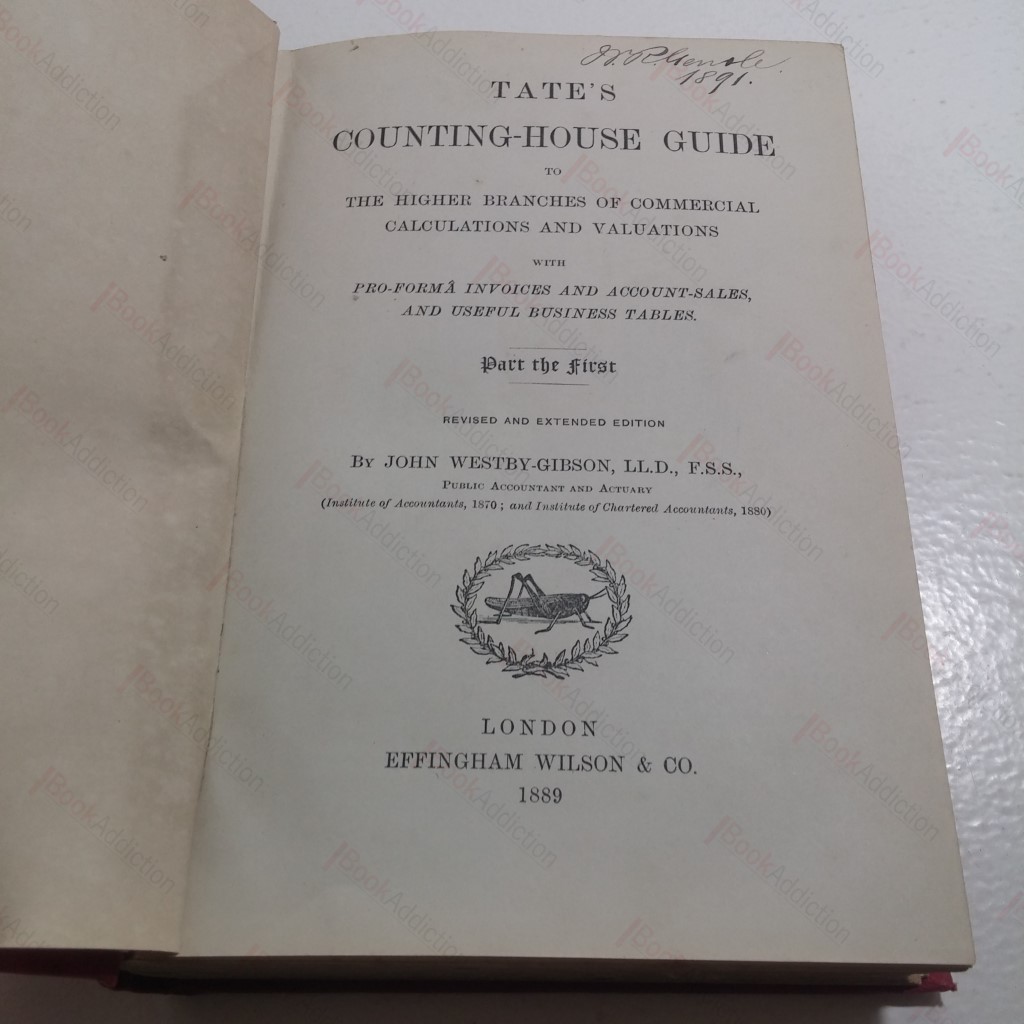 1891.
TATE'S
COUNTING-HOUSE GUIDE
TO
THE HIGHER BRANCHES OF COMMERCIAL
CALCULATIONS AND VALUATIONS
WITH
PRO-FORMÂ INVOICES AND ACCOUNT-SALES,
AND USEFUL BUSINESS TABLES.
Part the First
REVISED AND EXTENDED EDITION
By JOHN WESTBY-GIBSON, LL.D., F.S.S.,
Public Accountant and Actuary
(Institute of Accountants, 1870; and Institute of Chartered Accountants, 1880)
LONDON
EFFINGHAM WILSON & CO.
1889
BookAddiction